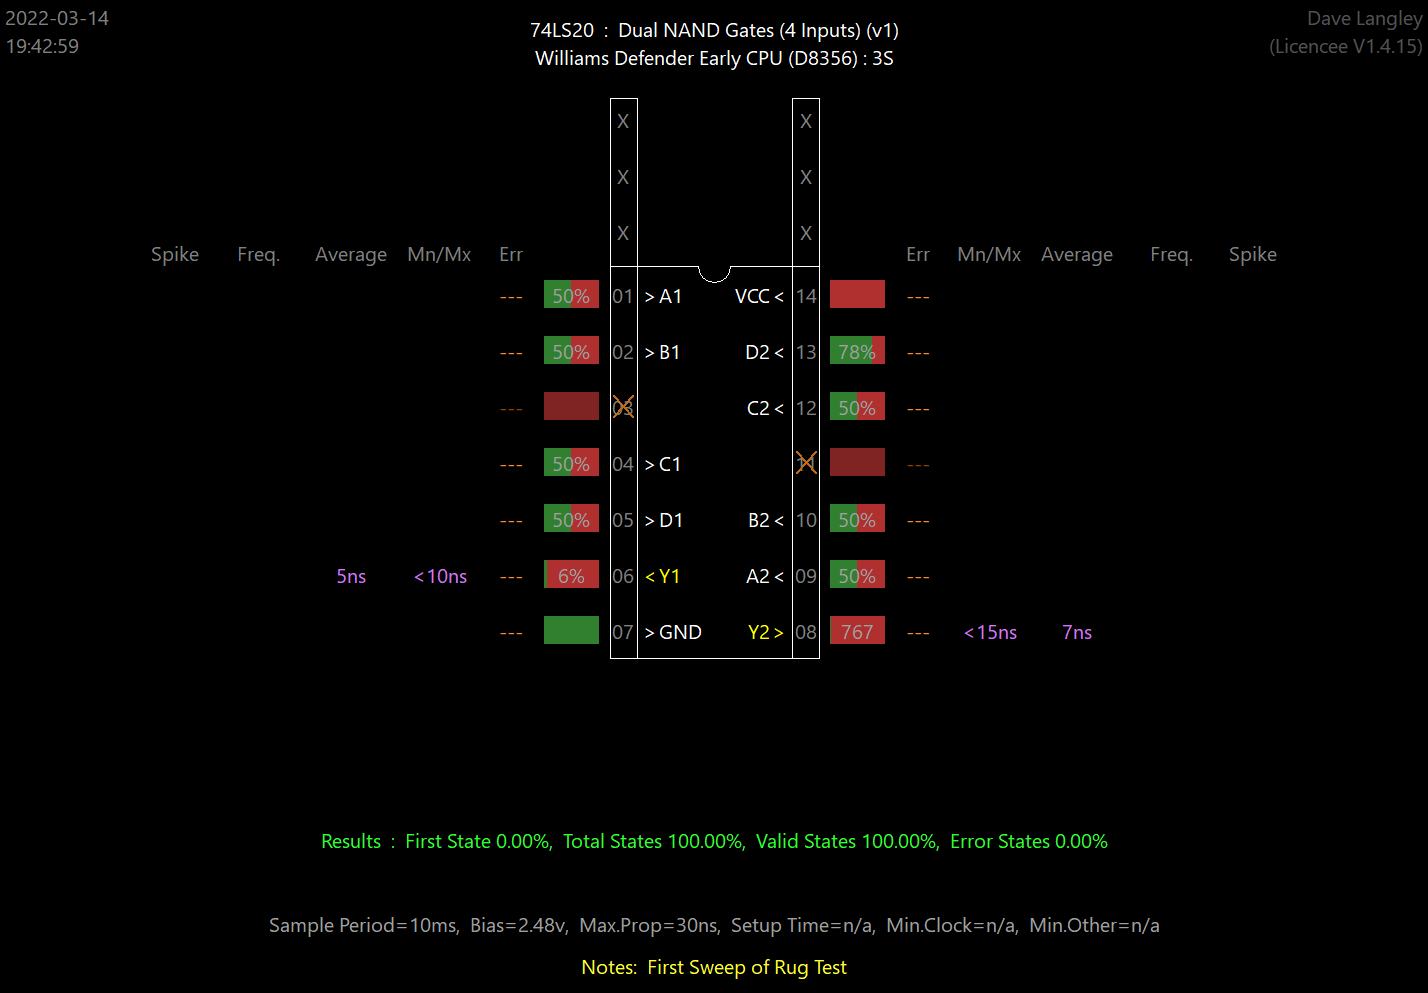 2022-03-14
19:42:59
74LS20 : Dual NAND Gates (4 Inputs) (v1)
Williams Defender Early CPU (D8356) : 3S
Dave Langley
(Licencee V1.4.15)
X X
X X
X X
Spike Freq. Average Mn/Mx Err Err Mn/Mx Average Freq. Spike
--- 50% 01 >A1 VCC< 14 ---
--- 50% 02 >B1 D2< 13 78% ---
--- 03 C2< 12 50% ---
--- 50% 04 >C1 11 ---
--- 50% 05 >D1 B2< 10 50% ---
5ns <10ns --- 6% 06 <Y1 A2< 09 50% ---
--- 07 >GND Y2> 08 767 --- <15ns 7ns
Results : First State 0.00%, Total States 100.00%, Valid States 100.00%, Error States 0.00%
Sample Period=10ms, Bias=2.48v, Max.Prop=30ns, Setup Time=n/a, Min.Clock=n/a, Min.Other=n/a
Notes: First Sweep of Rug Test